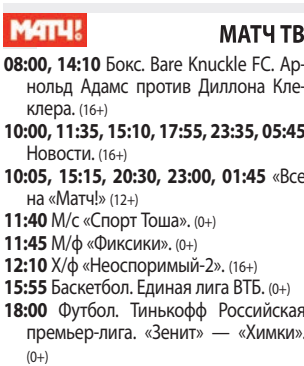 МАТЧ! МАТЧ ТВ
08:00, 14:10 Бокс. Bare Knuckle FC. Ар-
нольд Адамс против Диллона Кле-
клера. (16+)
10:00, 11:35, 15:10, 17:55, 23:35, 05:45
Новости. (16+)
10:05, 15:15, 20:30, 23:00, 01:45 «Все
на «Матч!» (12+)
11:40 М/с «Спорт Тоша». (0+)
11:45 М/ф «Фиксики». (0+)
12:10 Х/ф «Неоспоримый-2». (16+)
15:55 Баскетбол. Единая лига ВТБ. (0+)
18:00 Футбол. Тинькофф Российская
премьер-лига. «Зенит» — «Химки».
(0+)